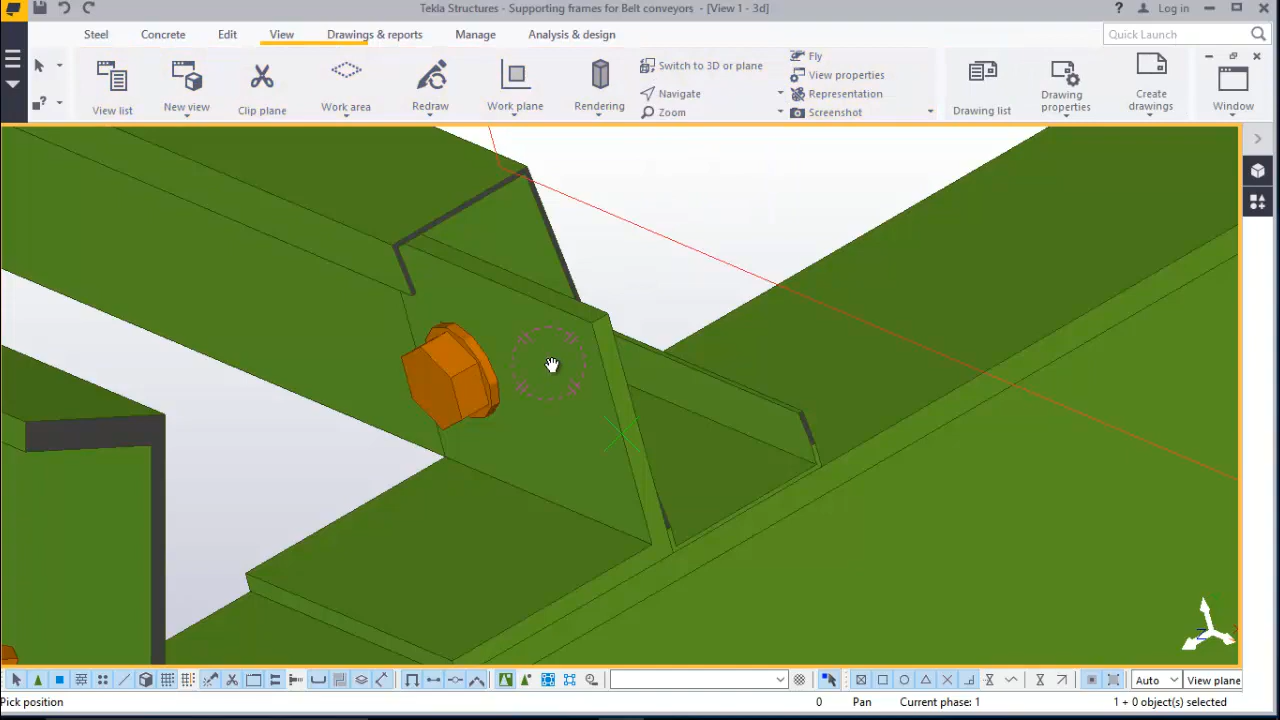 Tekla Structures - Supporting frames for Belt conveyors - [View 1 - 3d]
? Log in
Steel Concrete Edit View Drawings & reports Manage Analysis & design
Quick Launch
View list
New view
Clip plane
Work area
Redraw
Work plane
Rendering
Switch to 3D or plane
Navigate
Zoom
Fly
View properties
Representation
Screenshot
Drawing list
Drawing properties
Create drawings
Window
Auto
View plane
Pick position
0
Pan
Current phase: 1
1 + 0 object(s) selected